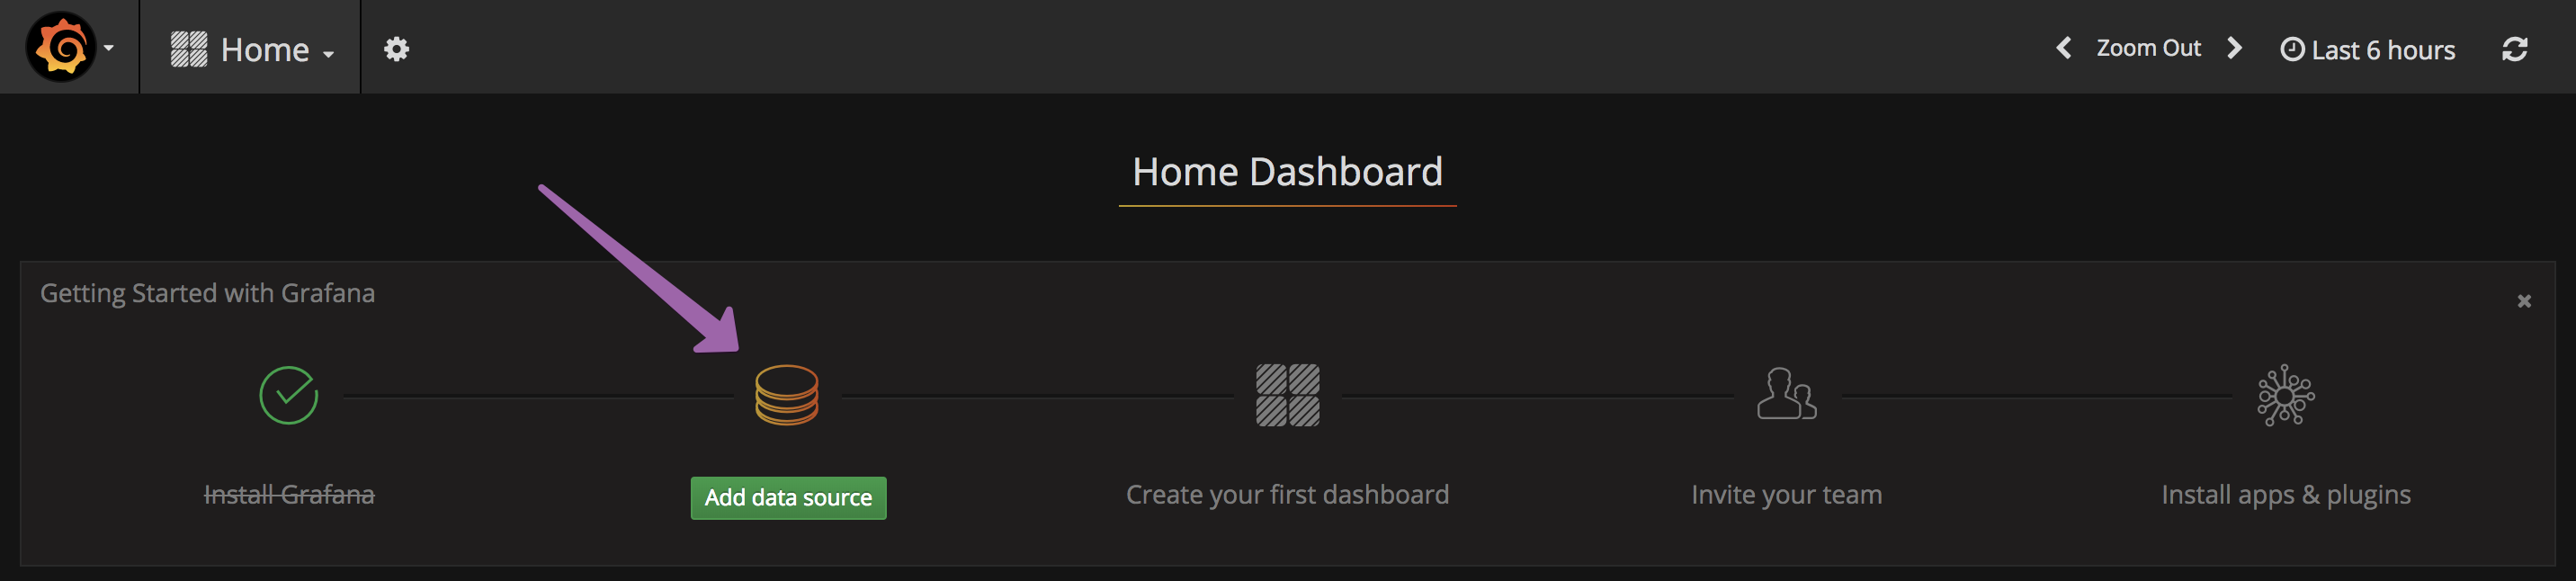 Home
Zoom Out
Last 6 hours
Home Dashboard
Getting Started with Grafana
Install Grafana
Add data source
Create your first dashboard
Invite your team
Install apps & plugins